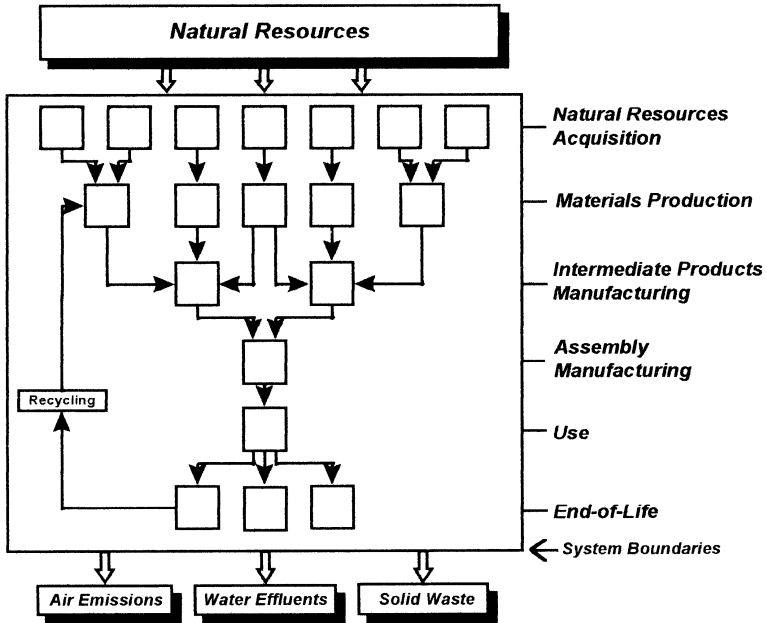 Natural Resources
Natural Resources
Acquisition
Materials Production
Intermediate Products
Manufacturing
Assembly
Manufacturing
Recycling
Use
End-of-Life
System Boundaries
Air Emissions
Water Effluents
Solid Waste